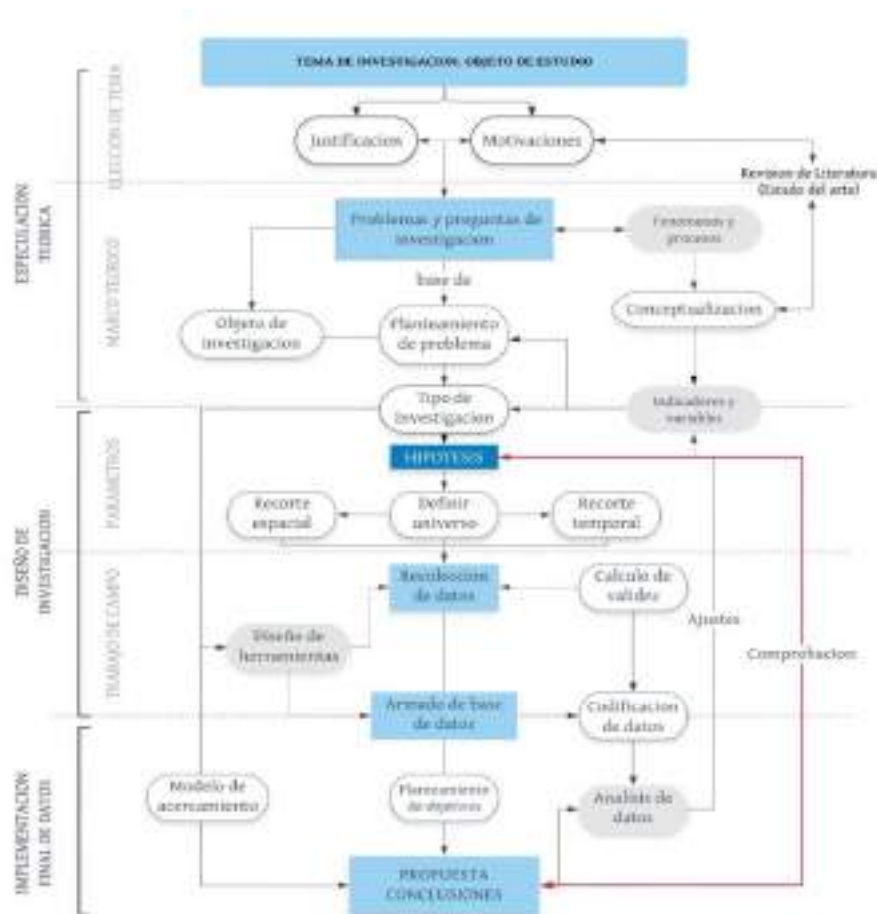 TEMA DE INVESTIGACION: OBJETO DE ESTUDIO
ELECCION DE TEMA
Justificacion
Motivaciones
Revision de Literatura
(Estado del arte)
ESPECULACION
TEORICA
MARCO TEORICO
Problemas y preguntas de
investigacion
Fenomenos y
procesos
base de
Objeto de
investigacion
Planteamiento
de problema
Conceptualizacion
Tipo de
investigacion
Indicadores y
variables
HIPOTESIS
DISEÑO DE
INVESTIGACION
PARAMETROS
Recorte
espacial
Definir
universo
Recorte
temporal
TRABAJO DE CAMPO
Recoleccion
de datos
Calculo de
validez
Ajustes
Diseño de
herramientas
Comprobacion
Armado de base
de datos
Codificacion
de datos
IMPLEMENTACION
FINAL DE DATOS
Modelo de
acercamiento
Planteamiento
de objetivos
Analisis de
datos
PROPUESTA
CONCLUSIONES